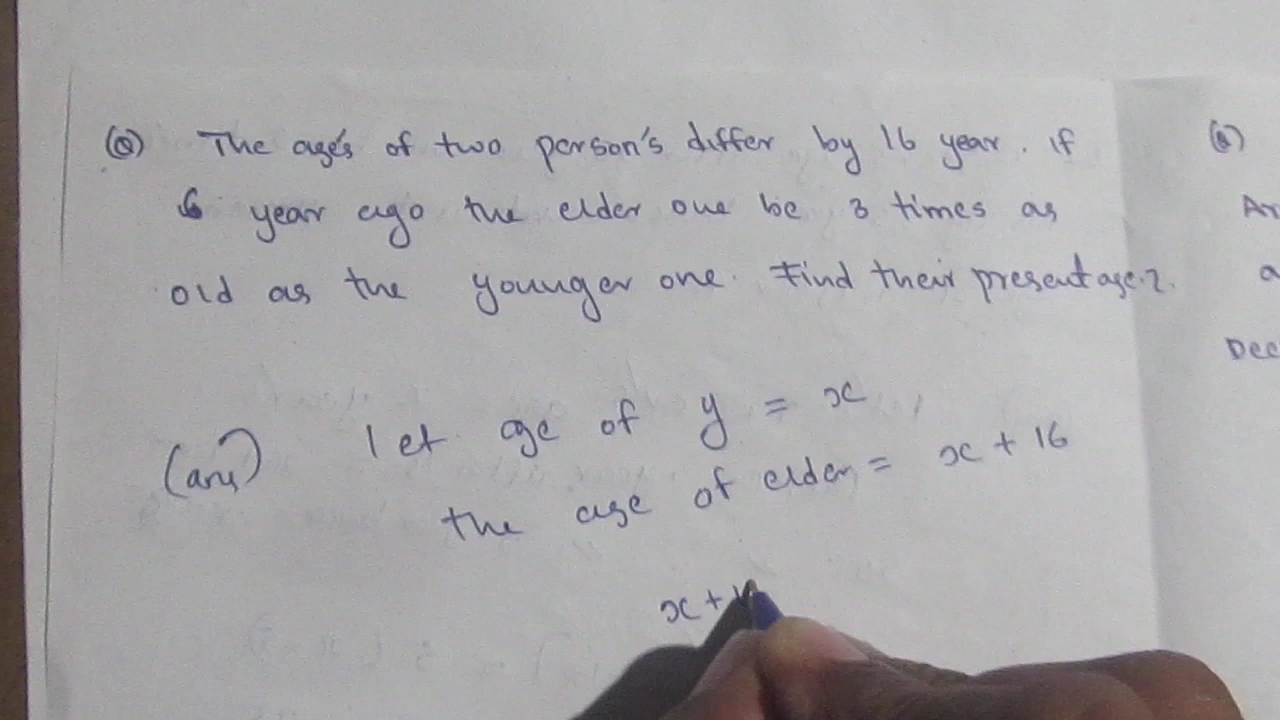 (Q) The age's of two person's differ by 16 year. if
6 year ago the elder one be 3 times as
old as the younger one. Find their present age.?
(ans) let age of y = x
the age of elder = x + 16
x +
(Q)
Dec